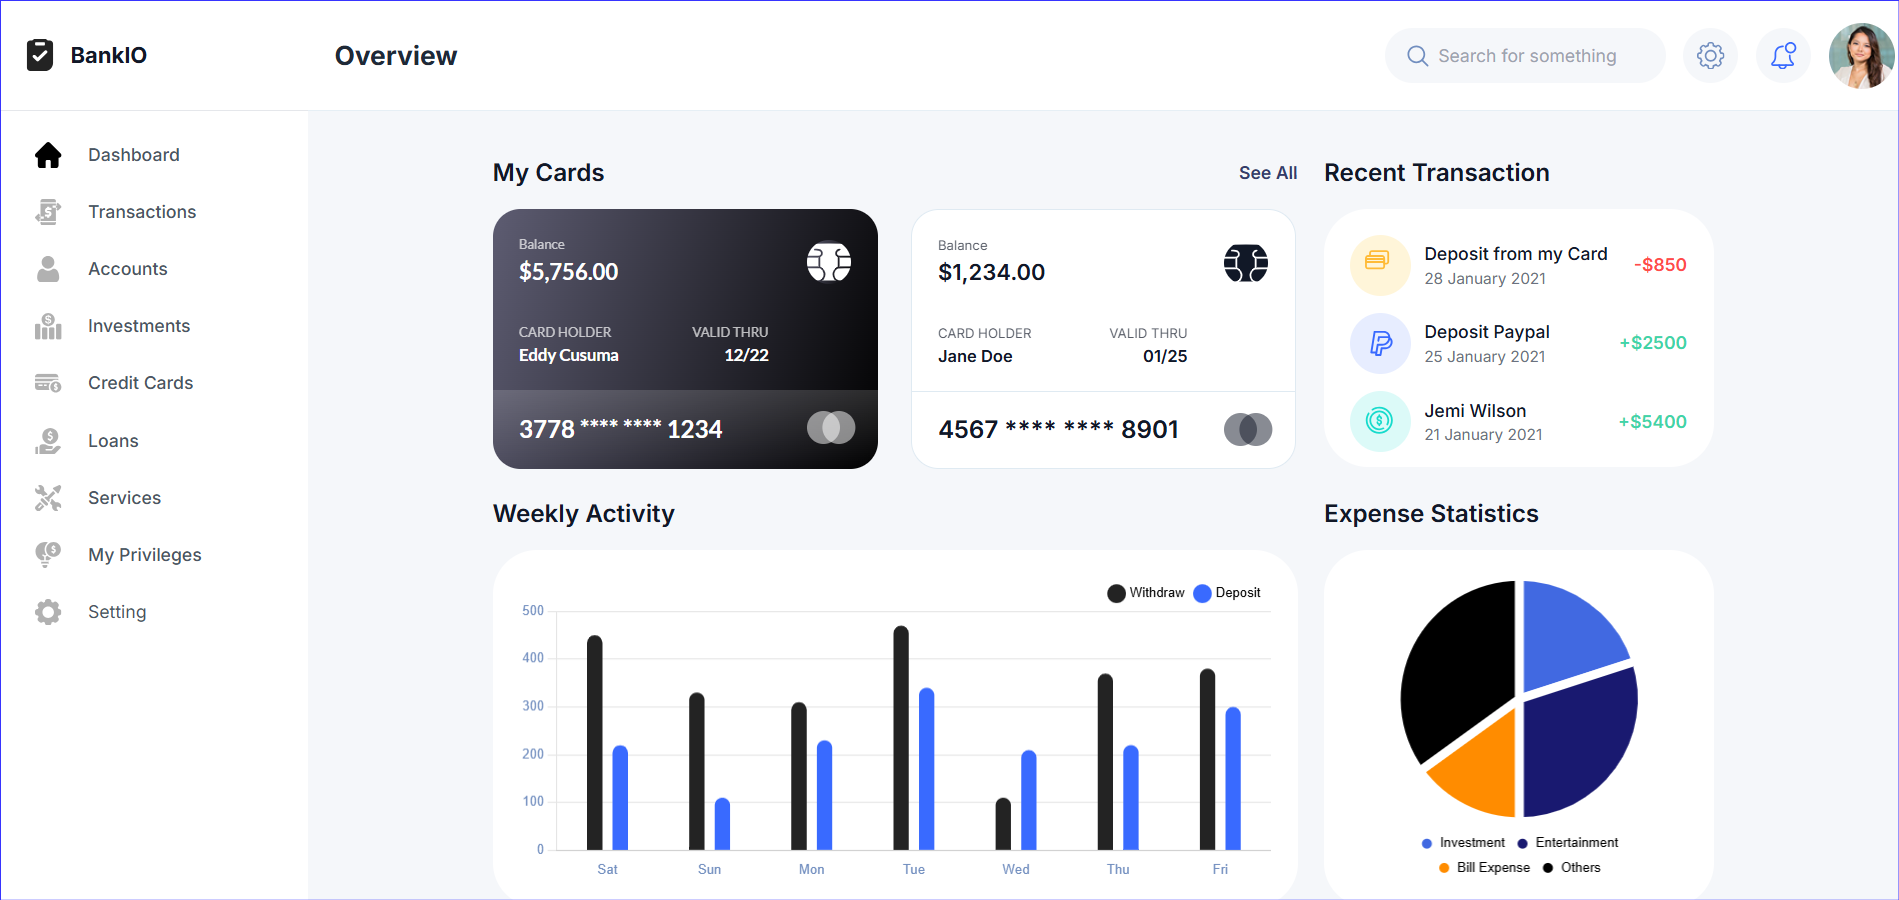 BankIO
Overview
Search for something
Dashboard
Transactions
Accounts
Investments
Credit Cards
Loans
Services
My Privileges
Setting
My Cards
See All
Balance
$5,756.00
CARD HOLDER VALID THRU
Eddy Cusuma 12/22
3778 **** **** 1234
Balance
$1,234.00
CARD HOLDER VALID THRU
Jane Doe 01/25
4567 **** **** 8901
Recent Transaction
Deposit from my Card
28 January 2021
-$850
Deposit Paypal
25 January 2021
+$2500
Jemi Wilson
21 January 2021
+$5400
Weekly Activity
Withdraw Deposit
500
400
300
200
100
0
Sat Sun Mon Tue Wed Thu Fri
Expense Statistics
Investment Entertainment
Bill Expense Others